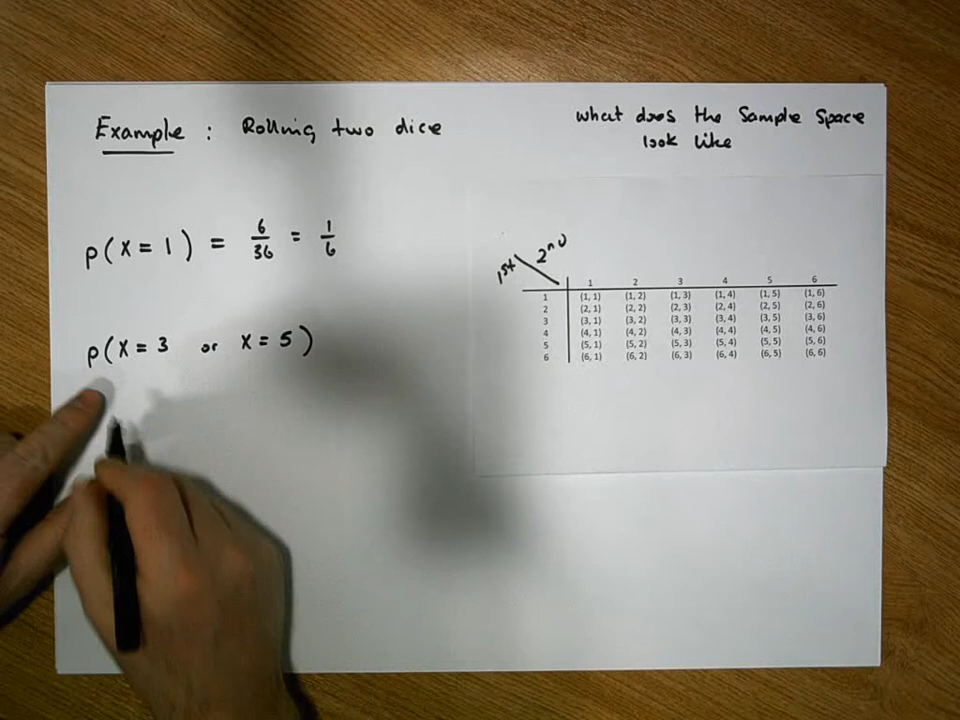 Example : Rolling two dice
what does the Sample Space
look like
P(X = 1) = 6/36 = 1/6
P(X = 3 or X = 5)
1st 2nd
1 2 3 4 5 6
1 (1, 1) (1, 2) (1, 3) (1, 4) (1, 5) (1, 6)
2 (2, 1) (2, 2) (2, 3) (2, 4) (2, 5) (2, 6)
3 (3, 1) (3, 2) (3, 3) (3, 4) (3, 5) (3, 6)
4 (4, 1) (4, 2) (4, 3) (4, 4) (4, 5) (4, 6)
5 (5, 1) (5, 2) (5, 3) (5, 4) (5, 5) (5, 6)
6 (6, 1) (6, 2) (6, 3) (6, 4) (6, 5) (6, 6)